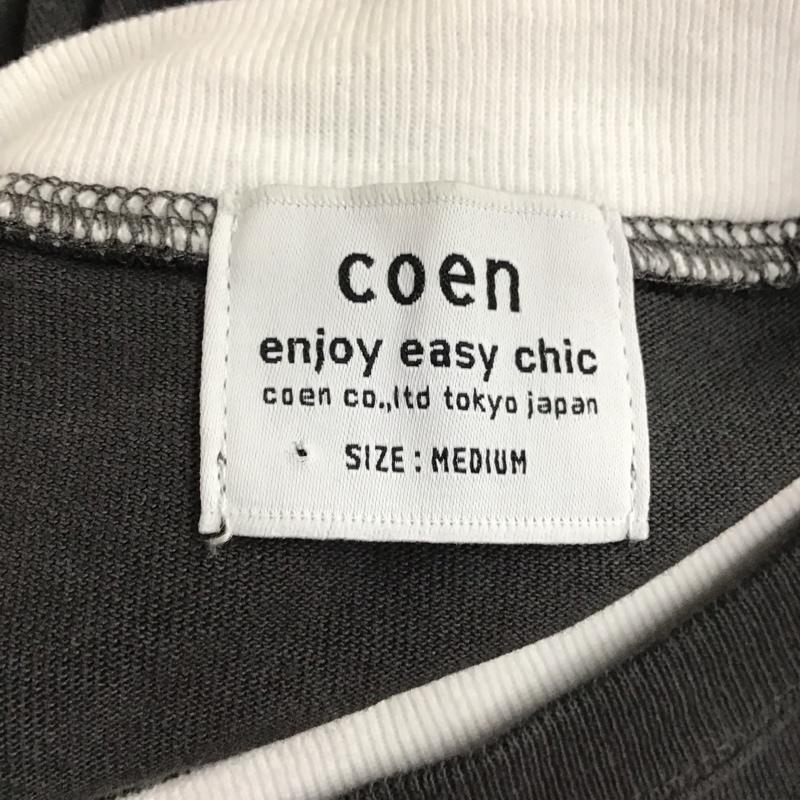 coen
enjoy easy chic
coen co.,ltd tokyo japan
SIZE : MEDIUM